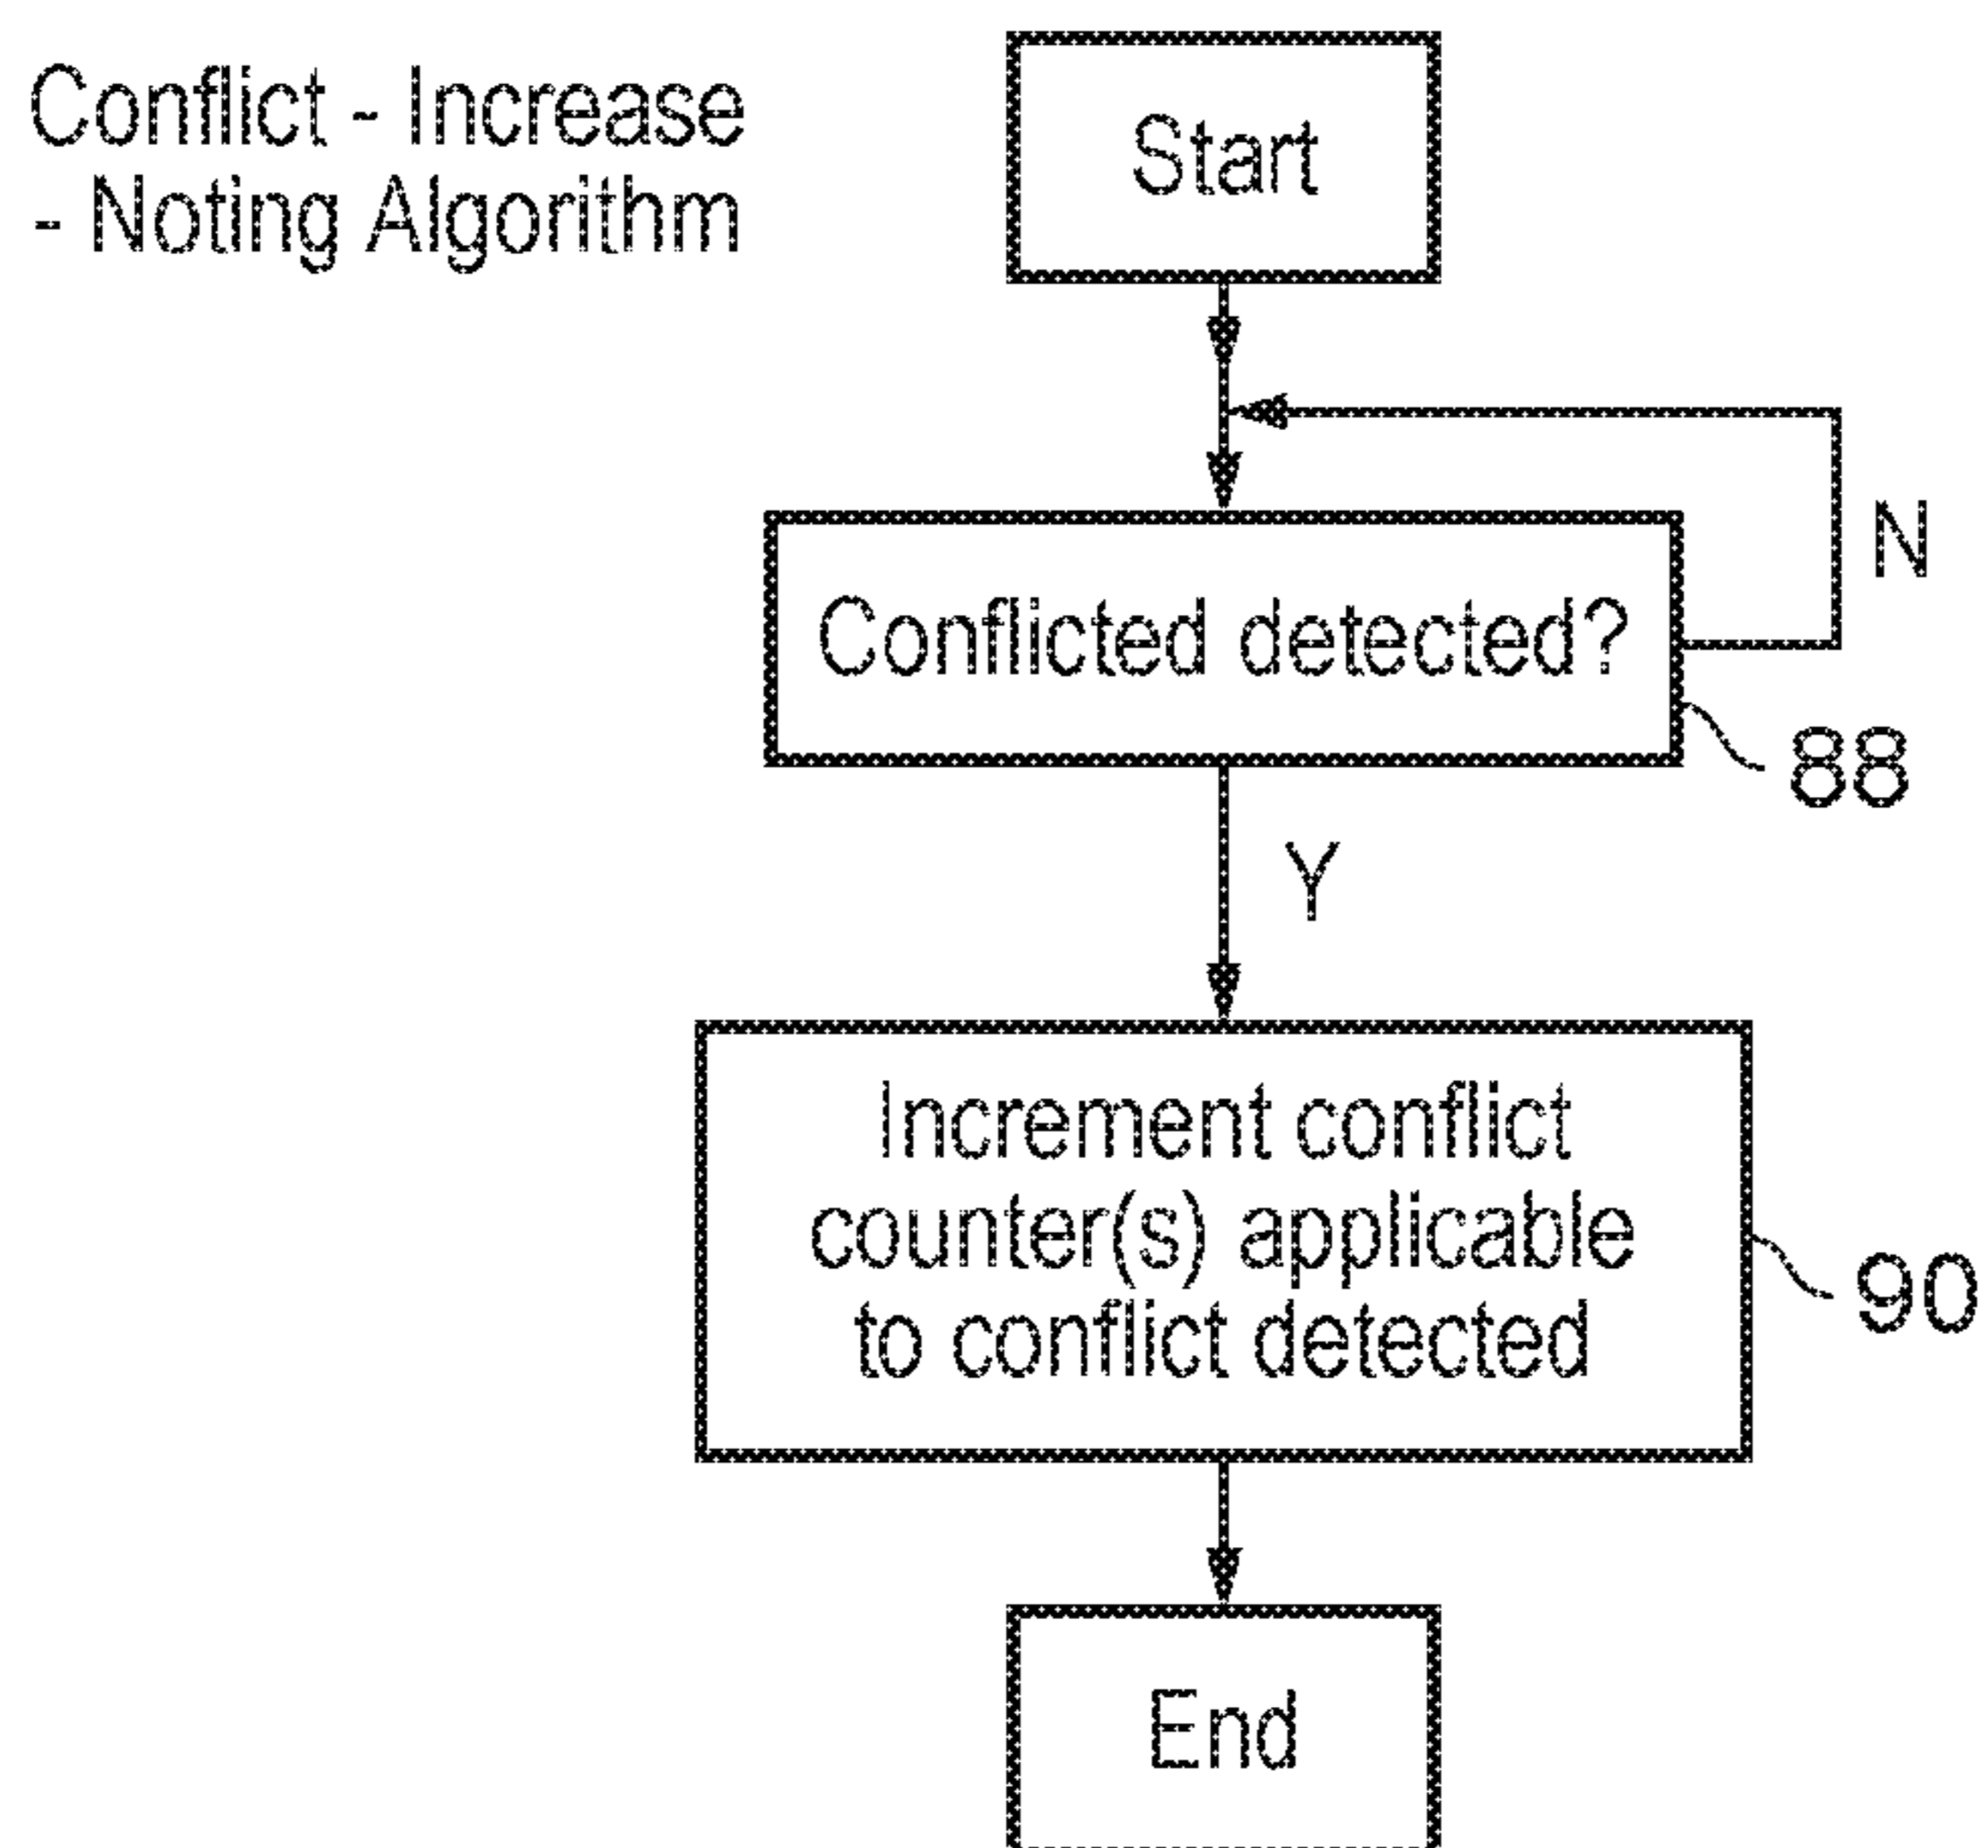 Conflict - Increase
- Noting Algorithm
Start
N
Conflicted detected?
88
Y
Increment conflict
counter(s) applicable
to conflict detected
90
End